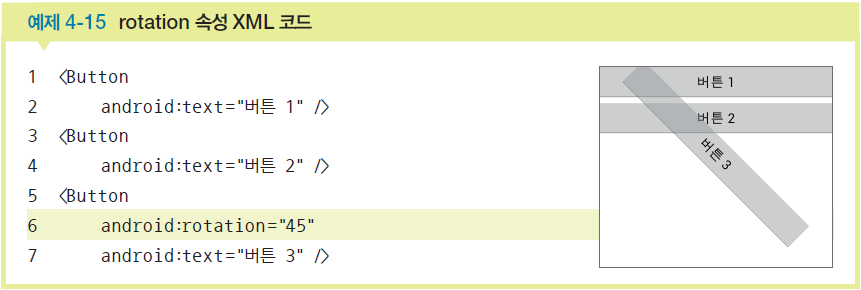 예제 4-15 rotation 속성 XML 코드
1 <Button
2 android:text="버튼 1" />
3 <Button
4 android:text="버튼 2" />
5 <Button
6 android:rotation="45"
7 android:text="버튼 3" />
버튼 1
버튼 2
버튼 3